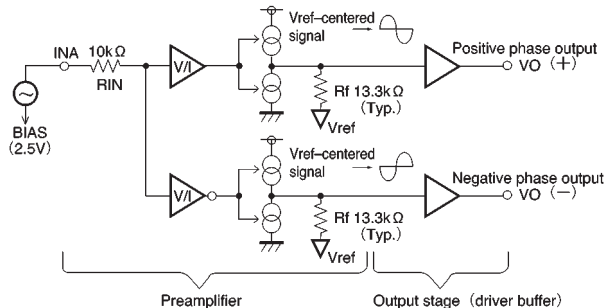 Vref–centered
signal
INA
10kΩ
RIN
V/I
Positive phase output
VO (+)
Rf 13.3kΩ
(Typ.)
Vref
BIAS
(2.5V)
Vref–centered
signal
V/I
Negative phase output
VO (−)
Rf 13.3kΩ
(Typ.)
Vref
Preamplifier
Output stage (driver buffer)